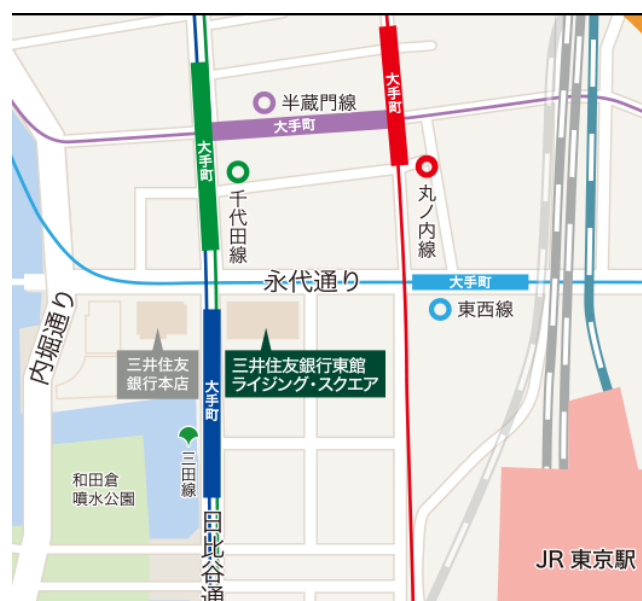 半蔵門線
大手町
大手町
大手町
千代田線
丸ノ内線
永代通り
大手町
東西線
内堀通り
三井住友
銀行本店
三井住友銀行東館
ライジング・スクエア
大手町
三田線
和田倉
噴水公園
日比谷通
JR 東京駅